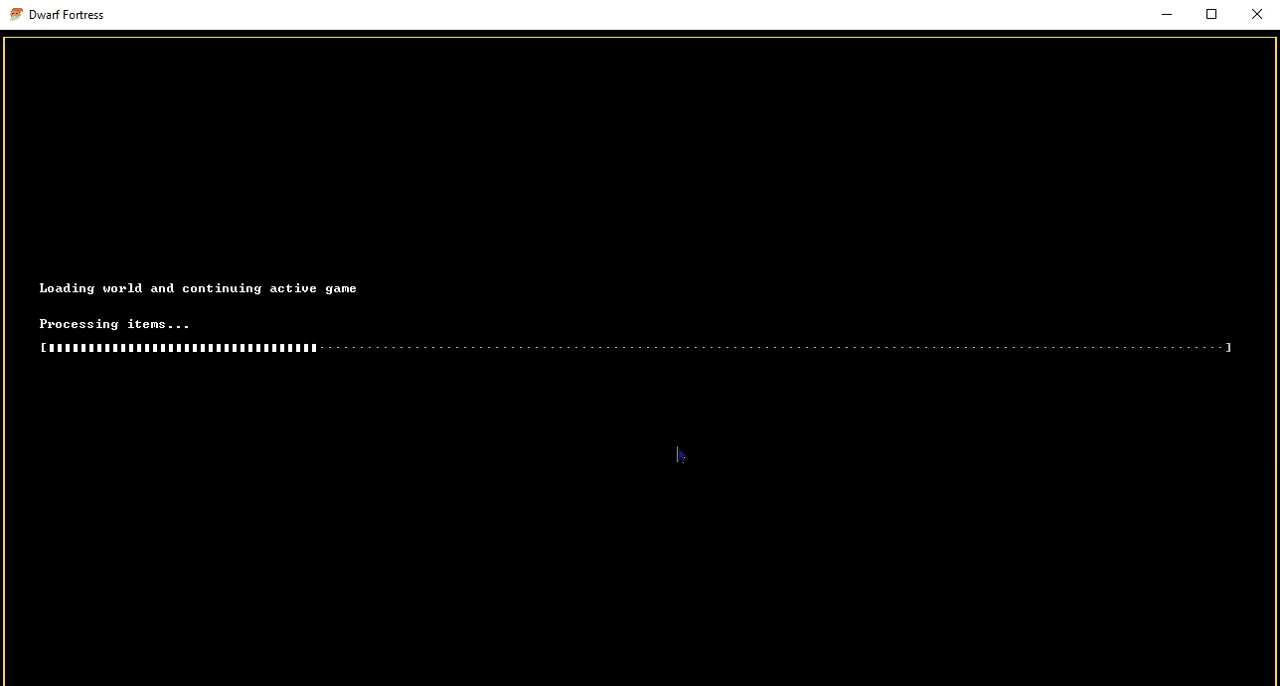 Dwarf Fortress
Loading world and continuing active game
Processing items...